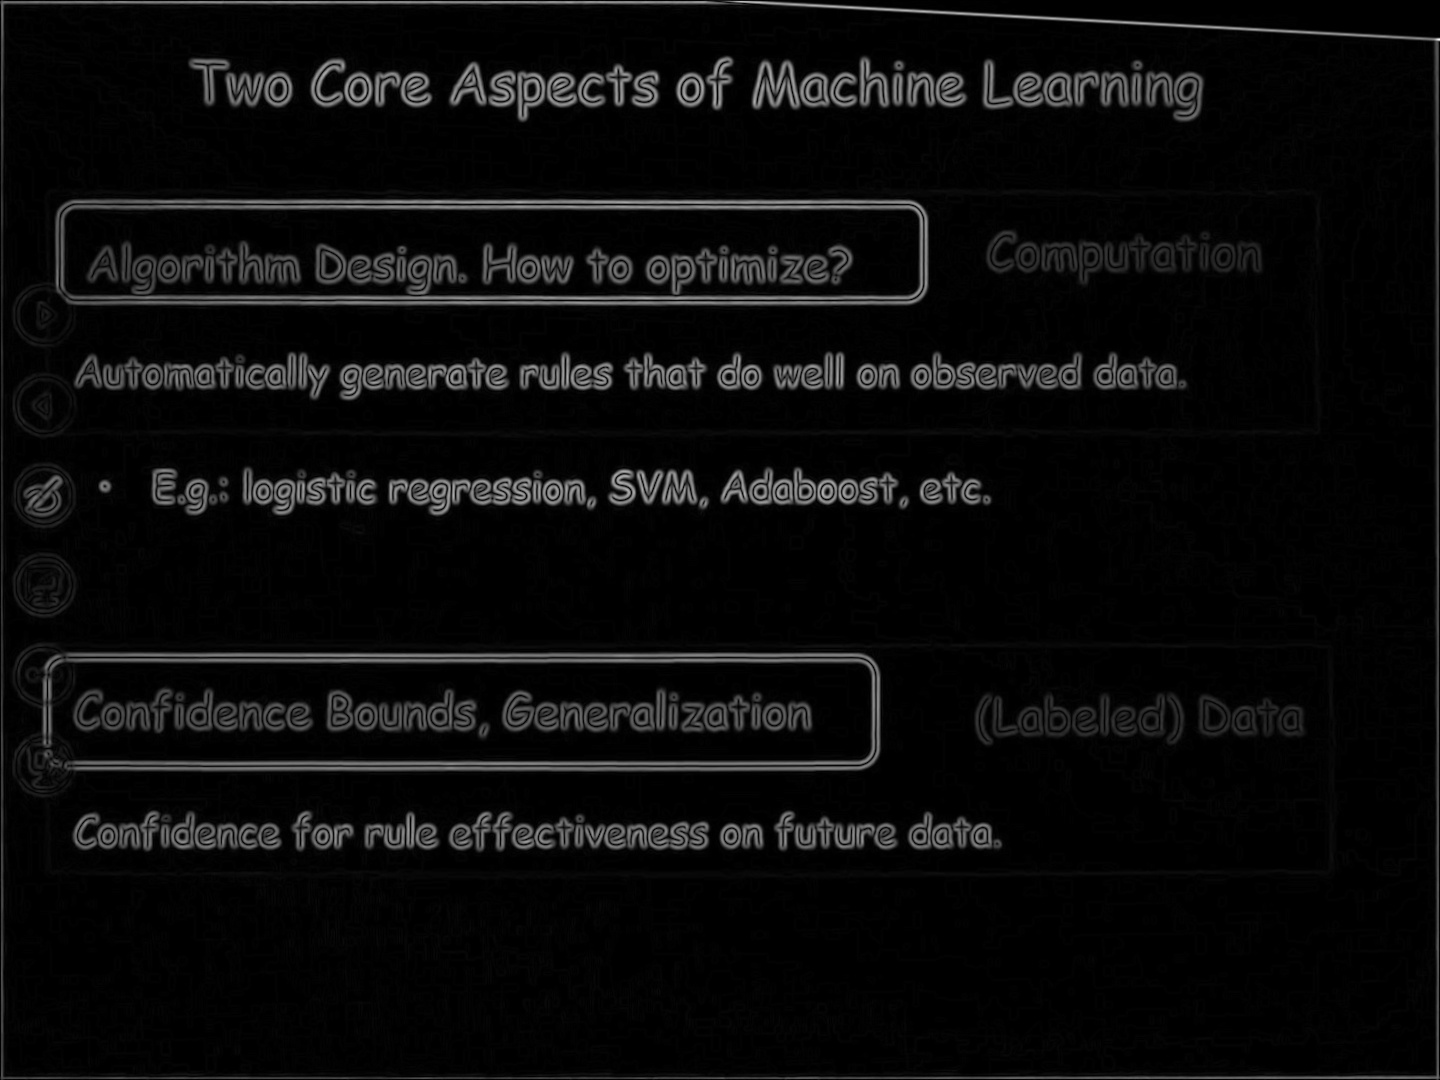 Two Core Aspects of Machine Learning
Algorithm Design. How to optimize?
Computation
Automatically generate rules that do well on observed data.
• E.g.: logistic regression, SVM, Adaboost, etc.
Confidence Bounds, Generalization
(Labeled) Data
Confidence for rule effectiveness on future data.